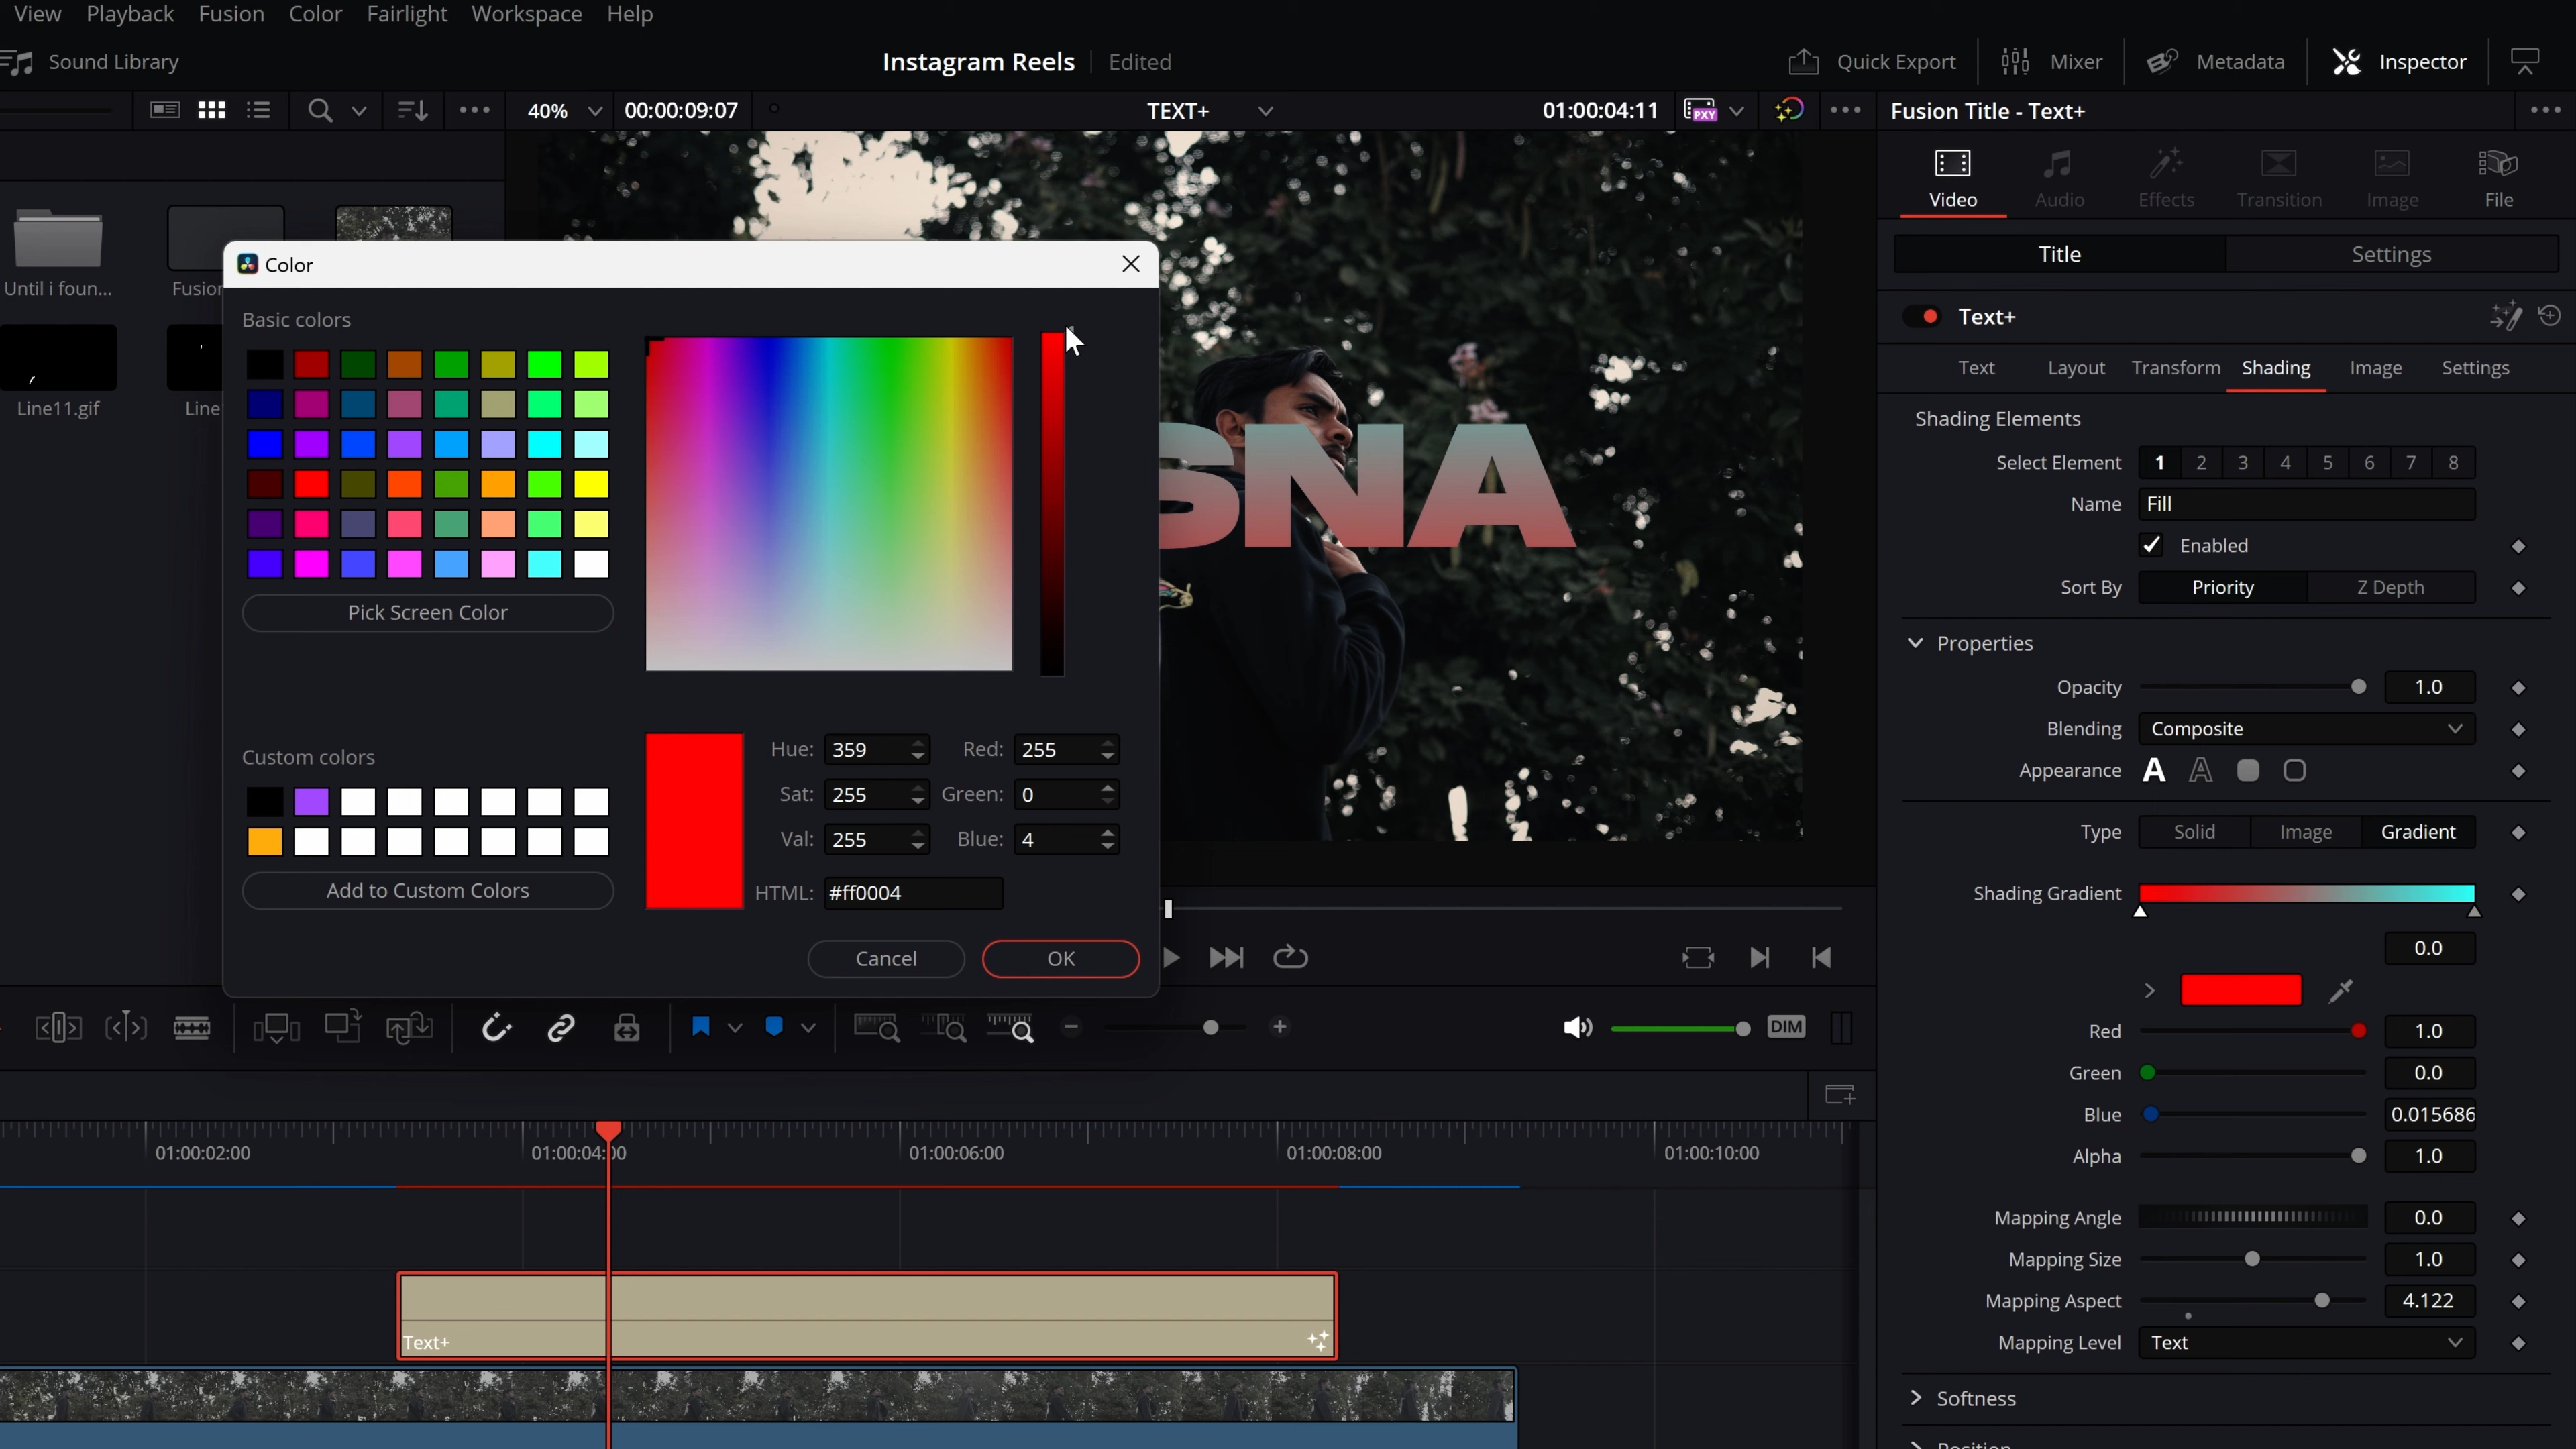 View Playback Fusion Color Fairlight Workspace Help
Sound Library
Instagram Reels Edited
Quick Export Mixer Metadata Inspector
40% 00:00:09:07 TEXT+ 01:00:04:11 PXY
Fusion Title - Text+
Video Audio Effects Transition Image File
Title Settings
Text+
Text Layout Transform Shading Image Settings
Until i foun...
Line11.gif
Line
Color
Basic colors
Pick Screen Color
Custom colors
Add to Custom Colors
Hue: 359 Red: 255
Sat: 255 Green: 0
Val: 255 Blue: 4
HTML: #ff0004
Cancel OK
SNA
Shading Elements
Select Element 1 2 3 4 5 6 7 8
Name Fill
Enabled
Sort By Priority Z Depth
Properties
Opacity 1.0
Blending Composite
Appearance A A
Type Solid Image Gradient
Shading Gradient
0.0
Red 1.0
Green 0.0
Blue 0.015686
Alpha 1.0
Mapping Angle 0.0
Mapping Size 1.0
Mapping Aspect 4.122
Mapping Level Text
Softness
DIM
01:00:02:00 01:00:04:00 01:00:06:00 01:00:08:00 01:00:10:00
Text+